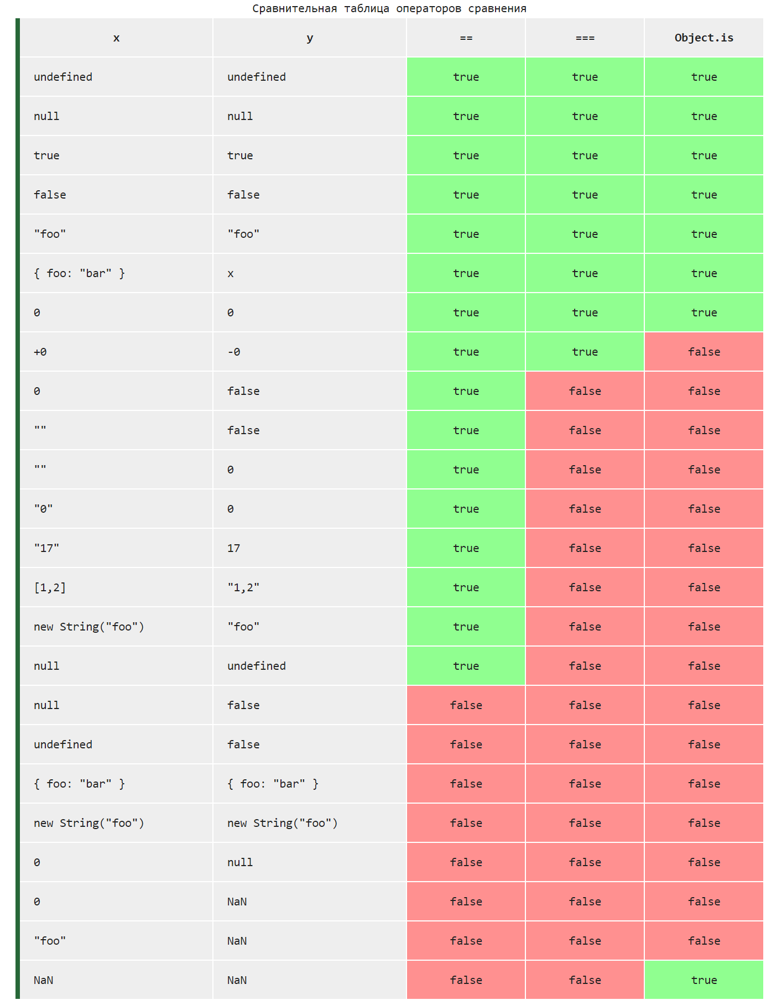 Сравнительная таблица операторов сравнения
x y == === Object.is
undefined undefined true true true
null null true true true
true true true true true
false false true true true
"foo" "foo" true true true
{ foo: "bar" } x true true true
0 0 true true true
+0 -0 true true false
0 false true false false
"" false true false false
"" 0 true false false
"0" 0 true false false
"17" 17 true false false
[1,2] "1,2" true false false
new String("foo") "foo" true false false
null undefined true false false
null false false false false
undefined false false false false
{ foo: "bar" } { foo: "bar" } false false false
new String("foo") new String("foo") false false false
0 null false false false
0 NaN false false false
"foo" NaN false false false
NaN NaN false false true